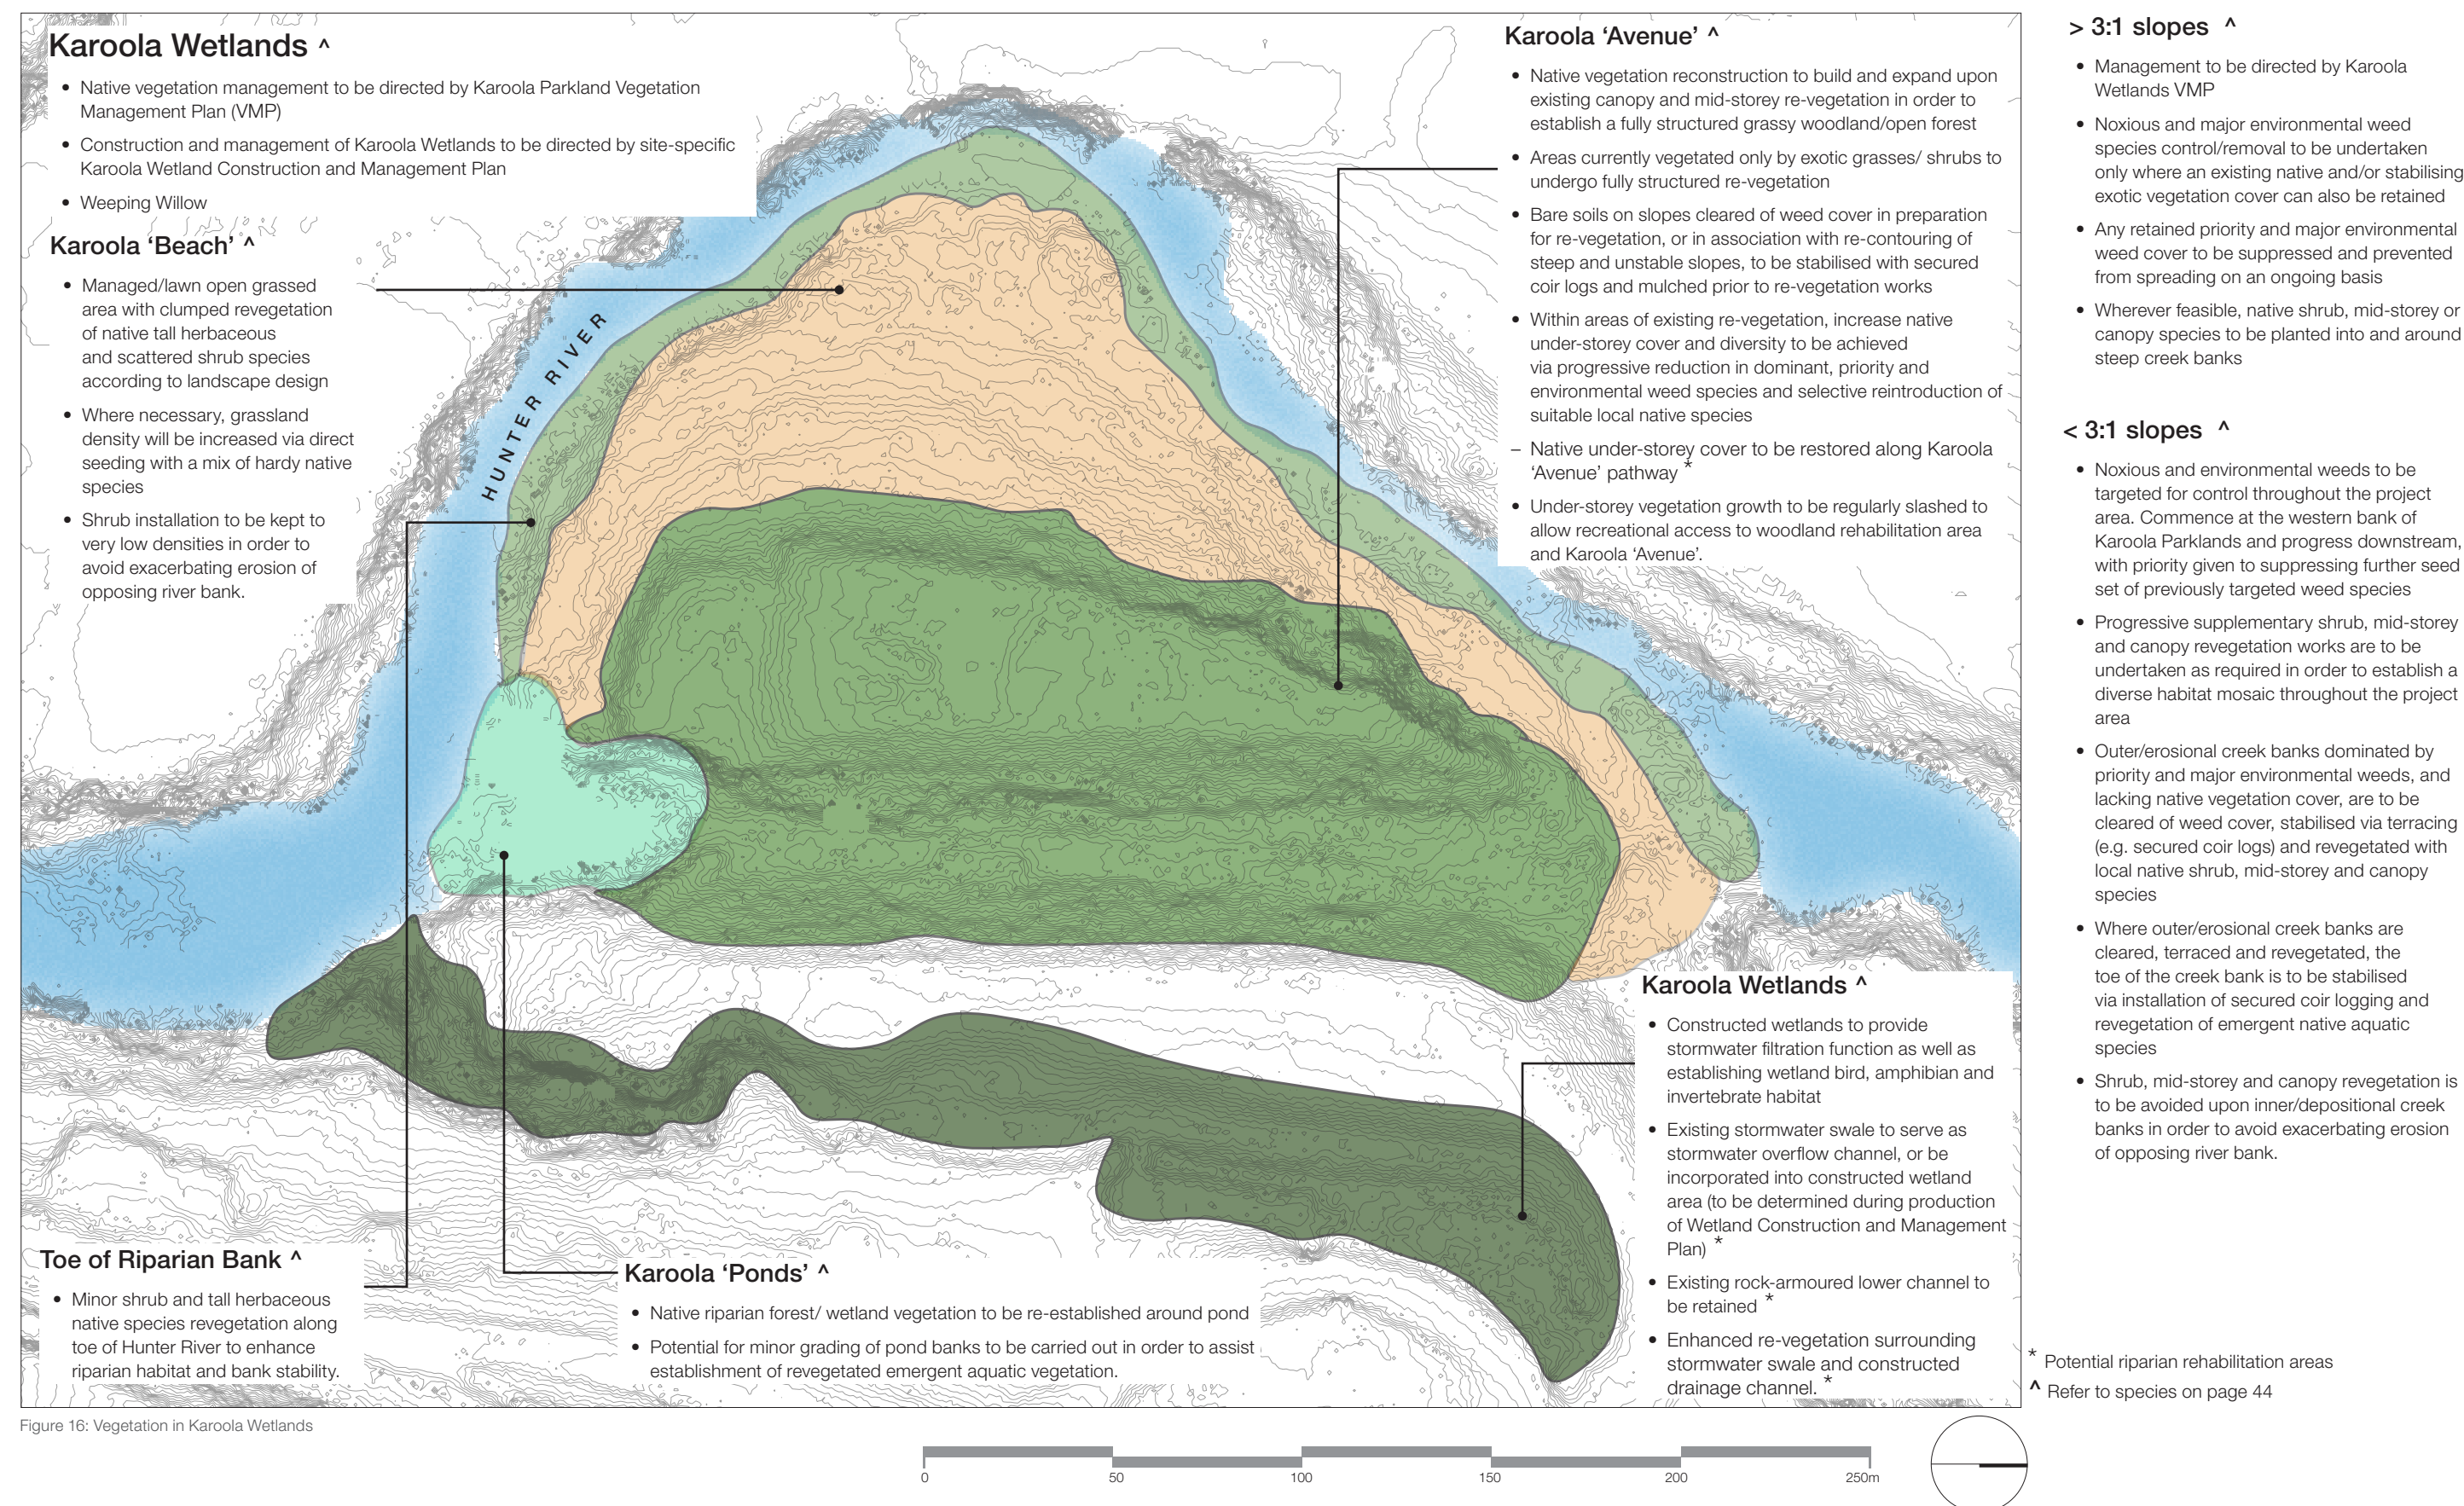 Karoola Wetlands ^
• Native vegetation management to be directed by Karoola Parkland Vegetation
Management Plan (VMP)
• Construction and management of Karoola Wetlands to be directed by site-specific
Karoola Wetland Construction and Management Plan
• Weeping Willow
Karoola ‘Beach’ ^
• Managed/lawn open grassed
area with clumped revegetation
of native tall herbaceous
and scattered shrub species
according to landscape design
• Where necessary, grassland
density will be increased via direct
seeding with a mix of hardy native
species
• Shrub installation to be kept to
very low densities in order to
avoid exacerbating erosion of
opposing river bank.
HUNTER RIVER
Karoola ‘Avenue’ ^
• Native vegetation reconstruction to build and expand upon
existing canopy and mid-storey re-vegetation in order to
establish a fully structured grassy woodland/open forest
• Areas currently vegetated only by exotic grasses/ shrubs to
undergo fully structured re-vegetation
• Bare soils on slopes cleared of weed cover in preparation
for re-vegetation, or in association with re-contouring of
steep and unstable slopes, to be stabilised with secured
coir logs and mulched prior to re-vegetation works
• Within areas of existing re-vegetation, increase native
under-storey cover and diversity to be achieved
via progressive reduction in dominant, priority and
environmental weed species and selective reintroduction of
suitable local native species
– Native under-storey cover to be restored along Karoola
‘Avenue’ pathway *
• Under-storey vegetation growth to be regularly slashed to
allow recreational access to woodland rehabilitation area
and Karoola ‘Avenue’.
Karoola Wetlands ^
• Constructed wetlands to provide
stormwater filtration function as well as
establishing wetland bird, amphibian and
invertebrate habitat
• Existing stormwater swale to serve as
stormwater overflow channel, or be
incorporated into constructed wetland
area (to be determined during production
of Wetland Construction and Management
Plan) *
• Existing rock-armoured lower channel to
be retained *
• Enhanced re-vegetation surrounding
stormwater swale and constructed
drainage channel. *
Toe of Riparian Bank ^
• Minor shrub and tall herbaceous
native species revegetation along
toe of Hunter River to enhance
riparian habitat and bank stability.
Karoola ‘Ponds’ ^
• Native riparian forest/ wetland vegetation to be re-established around pond
• Potential for minor grading of pond banks to be carried out in order to assist
establishment of revegetated emergent aquatic vegetation.
> 3:1 slopes ^
• Management to be directed by Karoola
Wetlands VMP
• Noxious and major environmental weed
species control/removal to be undertaken
only where an existing native and/or stabilising
exotic vegetation cover can also be retained
• Any retained priority and major environmental
weed cover to be suppressed and prevented
from spreading on an ongoing basis
• Wherever feasible, native shrub, mid-storey or
canopy species to be planted into and around
steep creek banks
< 3:1 slopes ^
• Noxious and environmental weeds to be
targeted for control throughout the project
area. Commence at the western bank of
Karoola Parklands and progress downstream,
with priority given to suppressing further seed
set of previously targeted weed species
• Progressive supplementary shrub, mid-storey
and canopy revegetation works are to be
undertaken as required in order to establish a
diverse habitat mosaic throughout the project
area
• Outer/erosional creek banks dominated by
priority and major environmental weeds, and
lacking native vegetation cover, are to be
cleared of weed cover, stabilised via terracing
(e.g. secured coir logs) and revegetated with
local native shrub, mid-storey and canopy
species
• Where outer/erosional creek banks are
cleared, terraced and revegetated, the
toe of the creek bank is to be stabilised
via installation of secured coir logging and
revegetation of emergent native aquatic
species
• Shrub, mid-storey and canopy revegetation is
to be avoided upon inner/depositional creek
banks in order to avoid exacerbating erosion
of opposing river bank.
* Potential riparian rehabilitation areas
^ Refer to species on page 44
Figure 16: Vegetation in Karoola Wetlands
0 50 100 150 200 250m